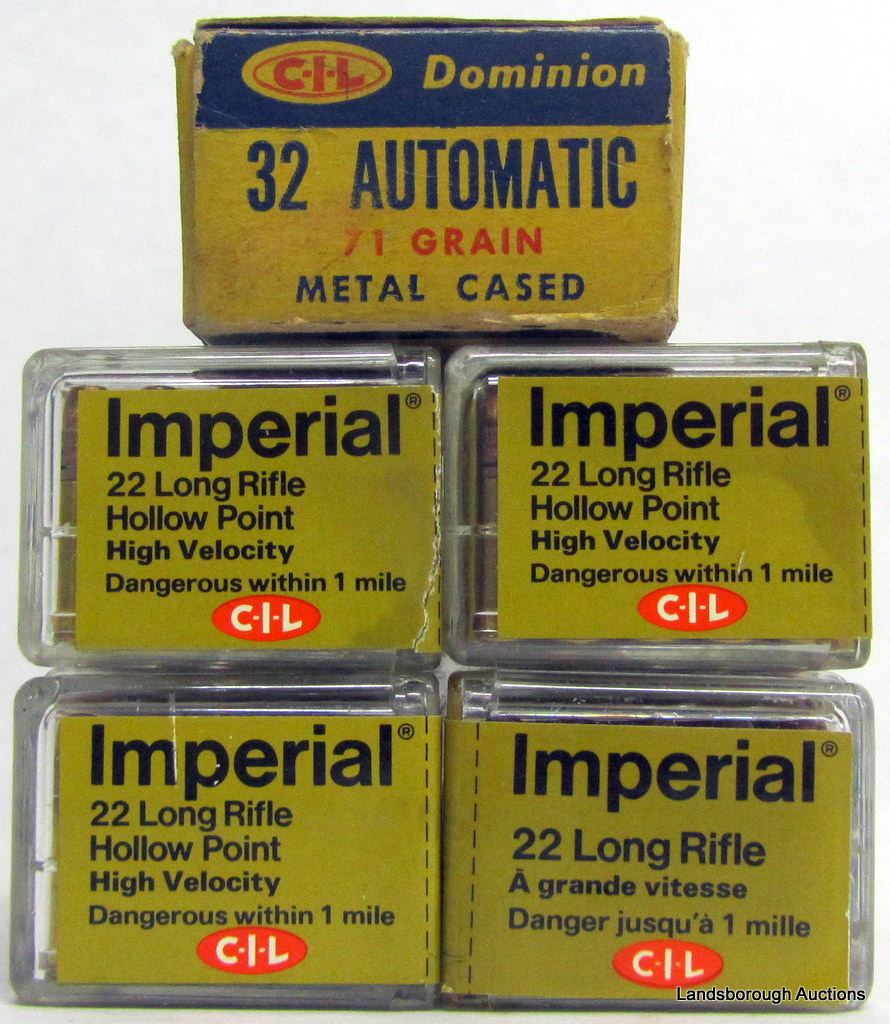 C-I-L Dominion
32 AUTOMATIC
71 GRAIN
METAL CASED
Imperial®
22 Long Rifle
Hollow Point
High Velocity
Dangerous within 1 mile
C-I-L
Imperial®
22 Long Rifle
Hollow Point
High Velocity
Dangerous within 1 mile
C-I-L
Imperial®
22 Long Rifle
Hollow Point
High Velocity
Dangerous within 1 mile
C-I-L
Imperial®
22 Long Rifle
À grande vitesse
Danger jusqu'à 1 mille
C-I-L
Landsborough Auctions